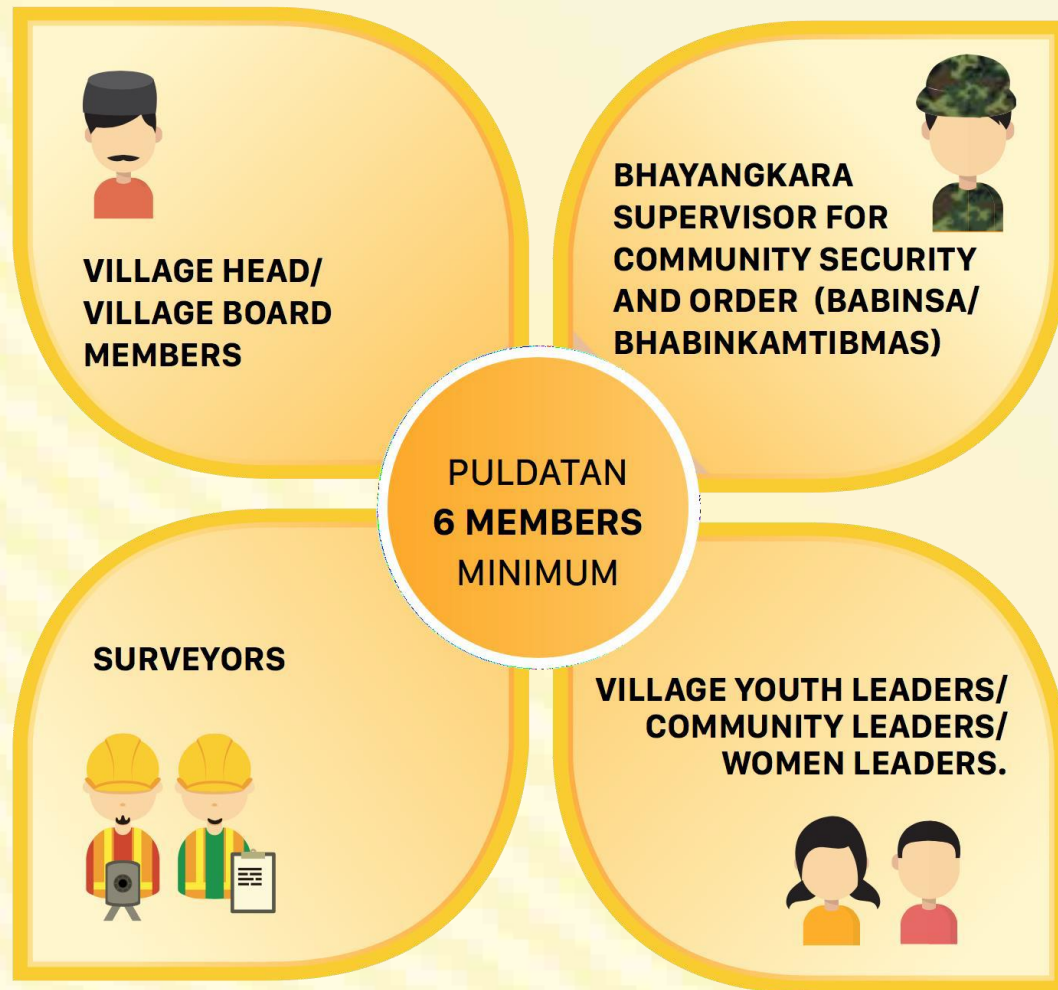 VILLAGE HEAD/
VILLAGE BOARD
MEMBERS
BHAYANGKARA
SUPERVISOR FOR
COMMUNITY SECURITY
AND ORDER (BABINSA/
BHABINKAMTIBMAS)
PULDATAN
6 MEMBERS
MINIMUM
SURVEYORS
VILLAGE YOUTH LEADERS/
COMMUNITY LEADERS/
WOMEN LEADERS.